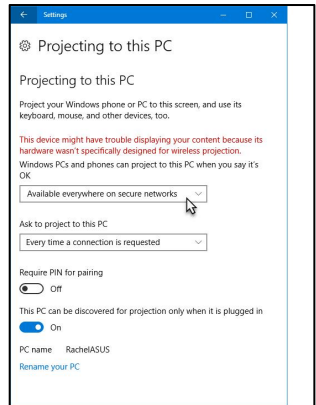 Settings
Projecting to this PC
Projecting to this PC
Project your Windows phone or PC to this screen, and use its
keyboard, mouse, and other devices, too.
This device might have trouble displaying your content because its
hardware wasn't specifically designed for wireless projection.
Windows PCs and phones can project to this PC when you say it's
OK
Available everywhere on secure networks
Ask to project to this PC
Every time a connection is requested
Require PIN for pairing
Off
This PC can be discovered for projection only when it is plugged in
On
PC name RachelASUS
Rename your PC